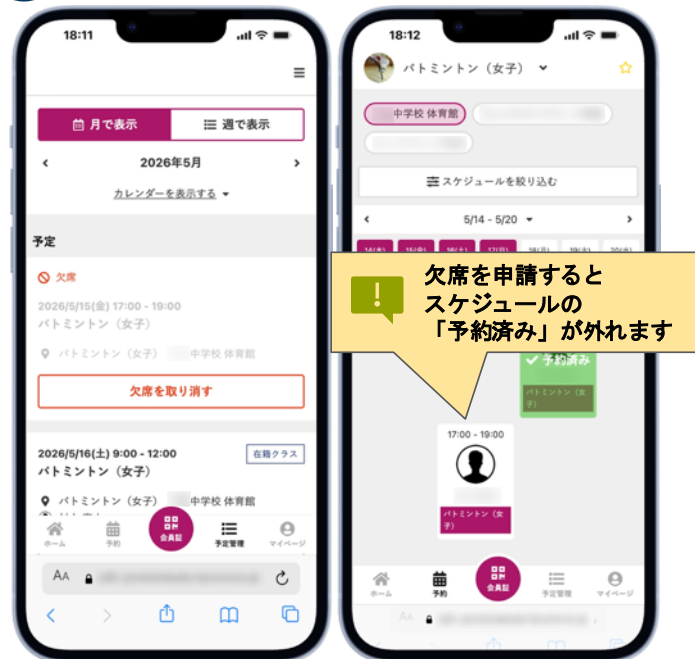 18:11
月で表示
週で表示
2026年5月
カレンダーを表示する
予定
欠席
2026/5/15(金) 17:00 - 19:00
バトミントン（女子）
バトミントン（女子）
中学校 体育館
欠席を取り消す
2026/5/16(土) 9:00 - 12:00
在籍クラス
バトミントン（女子）
バトミントン（女子）
中学校 体育館
ホーム
予約
会員証
予定管理
マイページ
AA
18:12
バトミントン（女子）
中学校 体育館
スケジュールを絞り込む
5/14 - 5/20
欠席を申請すると
スケジュールの
「予約済み」が外れます
予約済み
バトミントン（女
子）
17:00 - 19:00
バトミントン（女
子）
ホーム
予約
会員証
予定管理
マイページ
AA